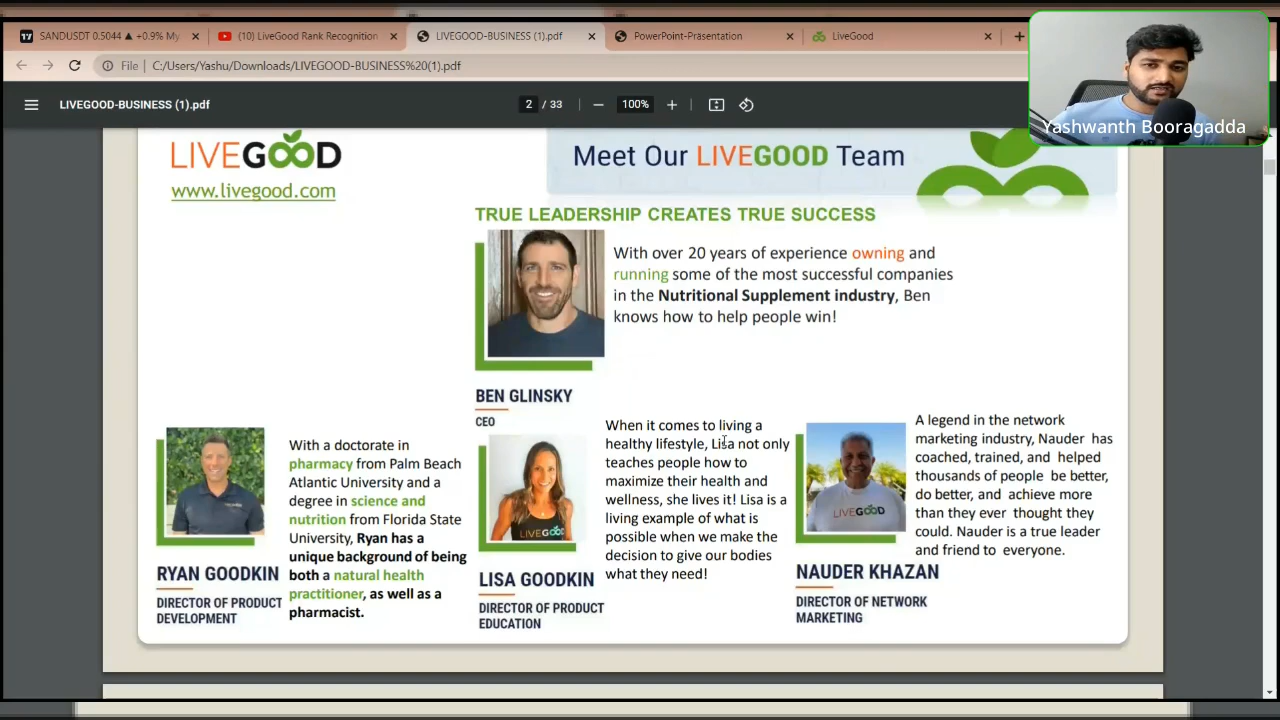 SANDUSDT 0.5044 ▲ +0.9% My
(10) LiveGood Rank Recognition
LIVEGOOD-BUSINESS (1).pdf
PowerPoint-Präsentation
LiveGood
File | C:/Users/Yashu/Downloads/LIVEGOOD-BUSINESS%20(1).pdf
LIVEGOOD-BUSINESS (1).pdf
2 / 33
100%
Yashwanth Booragadda
LIVEGOOD
www.livegood.com
Meet Our LIVEGOOD Team
TRUE LEADERSHIP CREATES TRUE SUCCESS
With over 20 years of experience owning and
running some of the most successful companies
in the Nutritional Supplement industry, Ben
knows how to help people win!
BEN GLINSKY
CEO
With a doctorate in
pharmacy from Palm Beach
Atlantic University and a
degree in science and
nutrition from Florida State
University, Ryan has a
unique background of being
both a natural health
practitioner, as well as a
pharmacist.
RYAN GOODKIN
DIRECTOR OF PRODUCT
DEVELOPMENT
When it comes to living a
healthy lifestyle, Lisa not only
teaches people how to
maximize their health and
wellness, she lives it! Lisa is a
living example of what is
possible when we make the
decision to give our bodies
what they need!
LIVEGOOD
LISA GOODKIN
DIRECTOR OF PRODUCT
EDUCATION
A legend in the network
marketing industry, Nauder has
coached, trained, and helped
thousands of people be better,
do better, and achieve more
than they ever thought they
could. Nauder is a true leader
and friend to everyone.
LIVEGOOD
NAUDER KHAZAN
DIRECTOR OF NETWORK
MARKETING